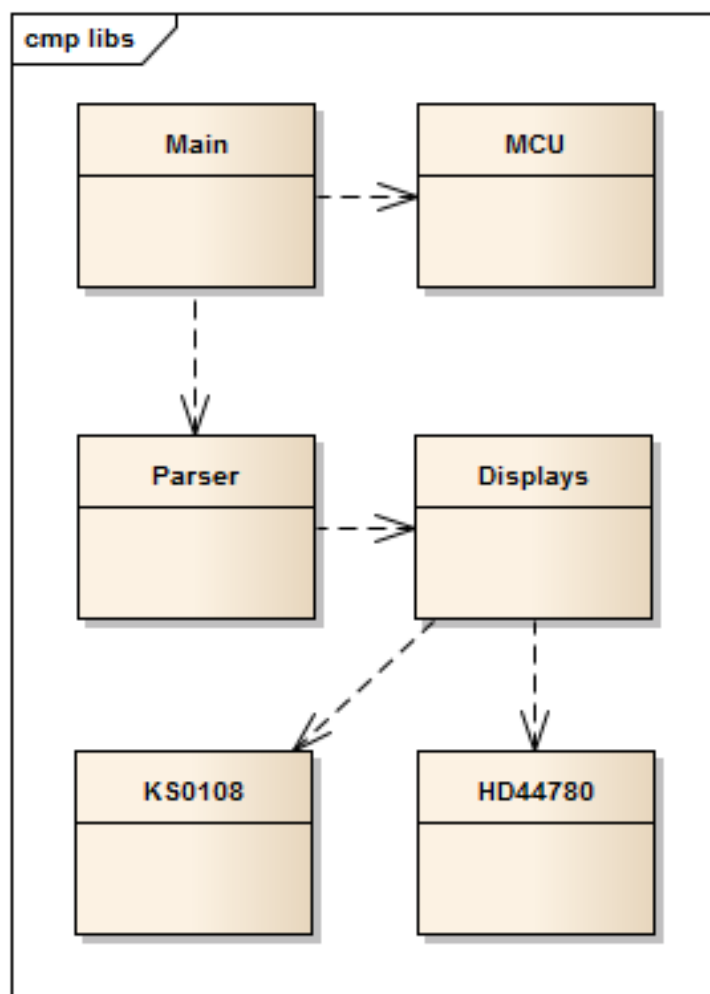 cmp libs
Main
MCU
Parser
Displays
KS0108
HD44780